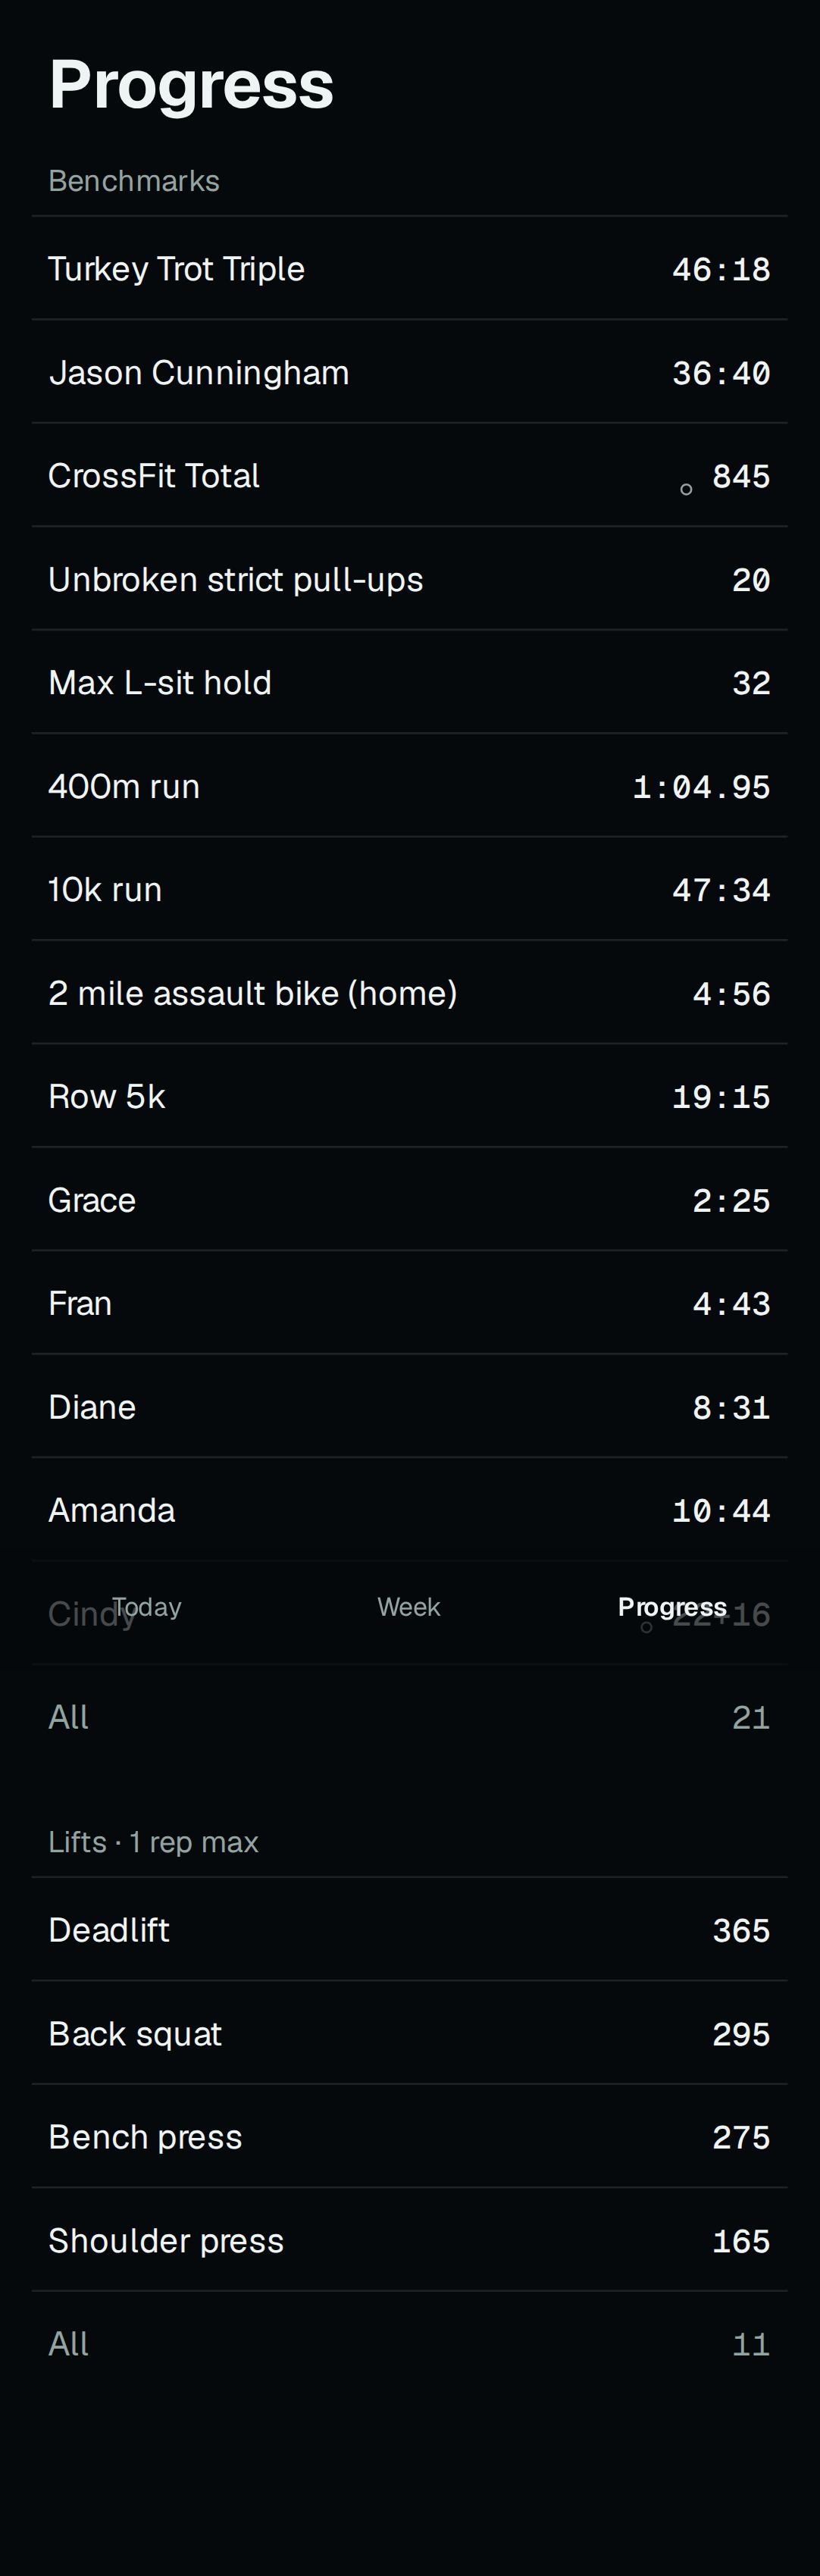 Progress
Benchmarks
Turkey Trot Triple 46:18
Jason Cunningham 36:40
CrossFit Total 845
Unbroken strict pull-ups 20
Max L-sit hold 32
400m run 1:04.95
10k run 47:34
2 mile assault bike (home) 4:56
Row 5k 19:15
Grace 2:25
Fran 4:43
Diane 8:31
Amanda 10:44
Cindy 22+16
Today Week Progress
All 21
Lifts · 1 rep max
Deadlift 365
Back squat 295
Bench press 275
Shoulder press 165
All 11